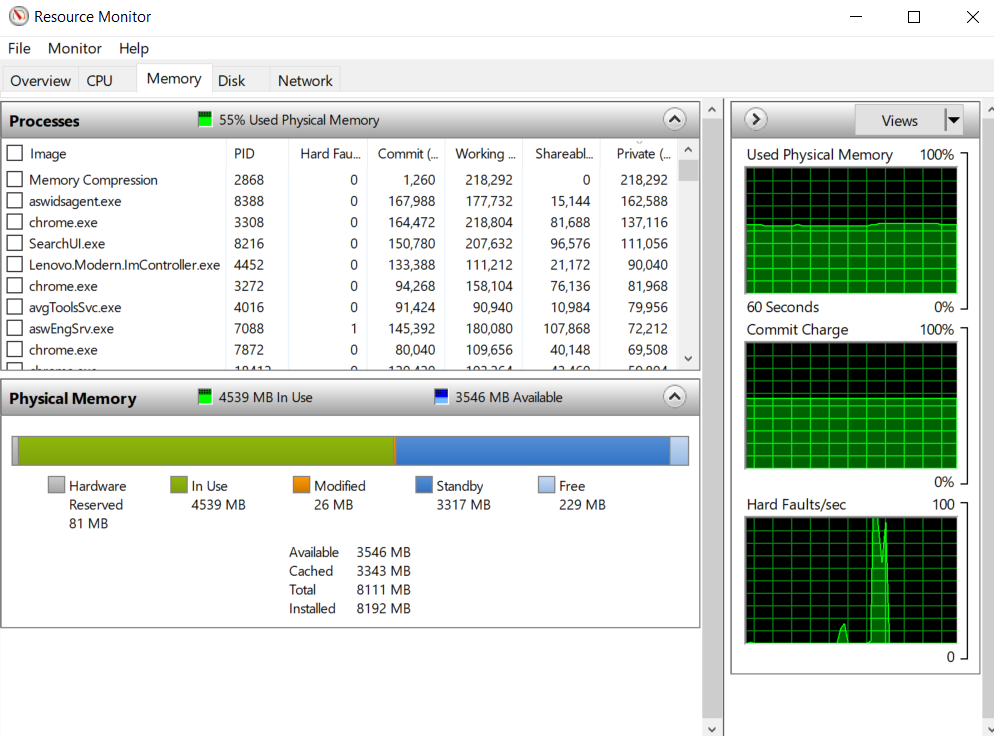 Resource Monitor
File Monitor Help
Overview CPU Memory Disk Network
Processes 55% Used Physical Memory
Image PID Hard Fau... Commit (... Working ... Shareabl... Private (...
Memory Compression 2868 0 1,260 218,292 0 218,292
aswidsagent.exe 8388 0 167,988 177,732 15,144 162,588
chrome.exe 3308 0 164,472 218,804 81,688 137,116
SearchUI.exe 8216 0 150,780 207,632 96,576 111,056
Lenovo.Modern.ImController.exe 4452 0 133,388 111,212 21,172 90,040
chrome.exe 3272 0 94,268 158,104 76,136 81,968
avgToolsSvc.exe 4016 0 91,424 90,940 10,984 79,956
aswEngSrv.exe 7088 1 145,392 180,080 107,868 72,212
chrome.exe 7872 0 80,040 109,656 40,148 69,508
Physical Memory 4539 MB In Use 3546 MB Available
Hardware Reserved 81 MB
In Use 4539 MB
Modified 26 MB
Standby 3317 MB
Free 229 MB
Available 3546 MB
Cached 3343 MB
Total 8111 MB
Installed 8192 MB
Views
Used Physical Memory 100%
60 Seconds 0%
Commit Charge 100%
0%
Hard Faults/sec 100
0